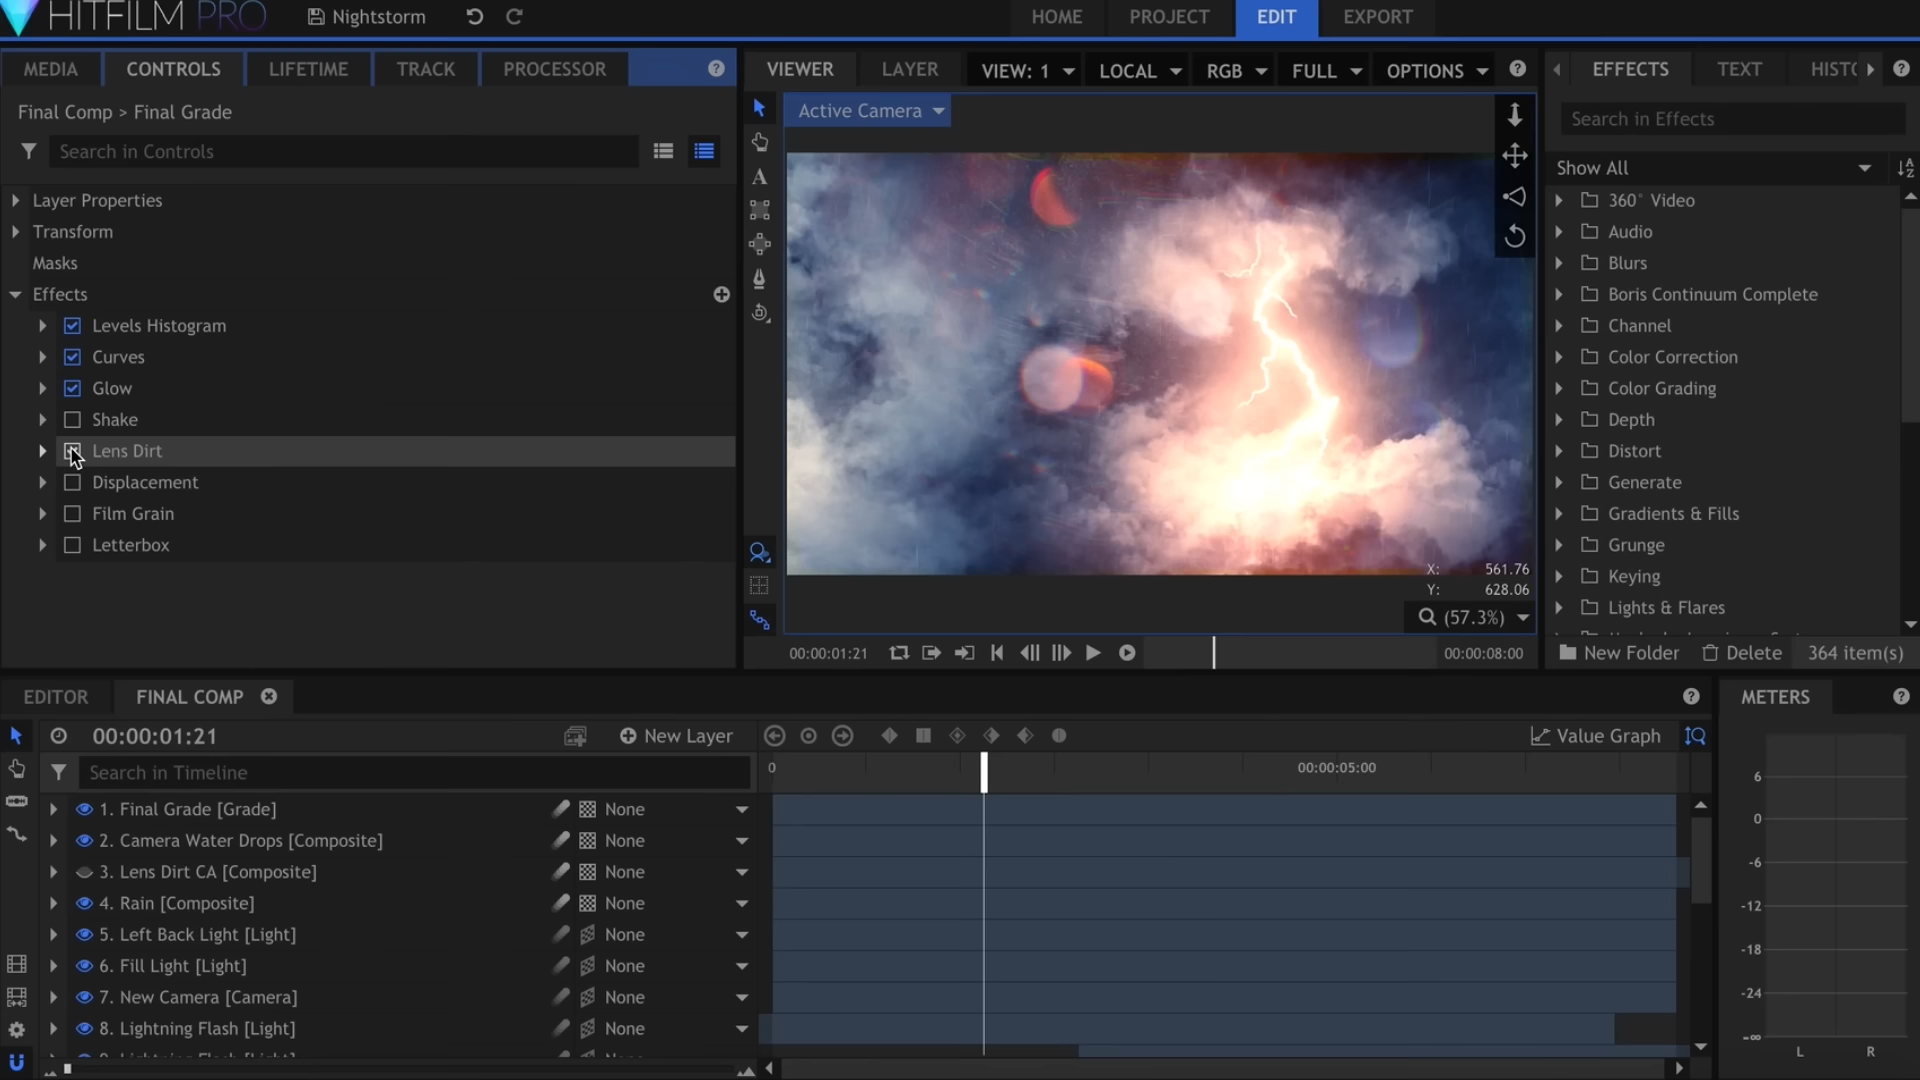 HITFILM PRO
Nightstorm
HOME
PROJECT
EDIT
EXPORT
MEDIA
CONTROLS
LIFETIME
TRACK
PROCESSOR
Final Comp > Final Grade
Search in Controls
Layer Properties
Transform
Masks
Effects
Levels Histogram
Curves
Glow
Shake
Lens Dirt
Displacement
Film Grain
Letterbox
VIEWER
LAYER
VIEW: 1
LOCAL
RGB
FULL
OPTIONS
Active Camera
X: 561.76
Y: 628.06
(57.3%)
00:00:01:21
00:00:08:00
EFFECTS
TEXT
HISTO
Search in Effects
Show All
360° Video
Audio
Blurs
Boris Continuum Complete
Channel
Color Correction
Color Grading
Depth
Distort
Generate
Gradients & Fills
Grunge
Keying
Lights & Flares
New Folder
Delete
364 item(s)
EDITOR
FINAL COMP
00:00:01:21
New Layer
Value Graph
Search in Timeline
0
00:00:05:00
1. Final Grade [Grade] None
2. Camera Water Drops [Composite] None
3. Lens Dirt CA [Composite] None
4. Rain [Composite] None
5. Left Back Light [Light] None
6. Fill Light [Light] None
7. New Camera [Camera] None
8. Lightning Flash [Light] None
METERS
6
0
-6
-12
-18
-24
-∞
L R